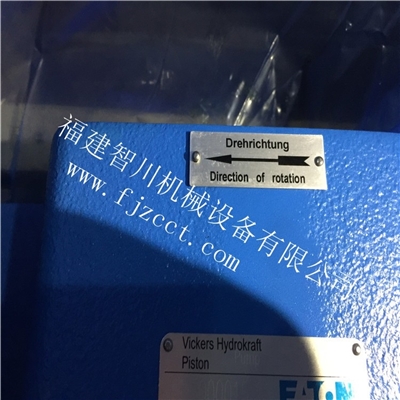 Drehrichtung
Direction of rotation
福建智川机械设备有限公司
www.fjzcct.com
Vickers Hydrokraft
Piston
EATON